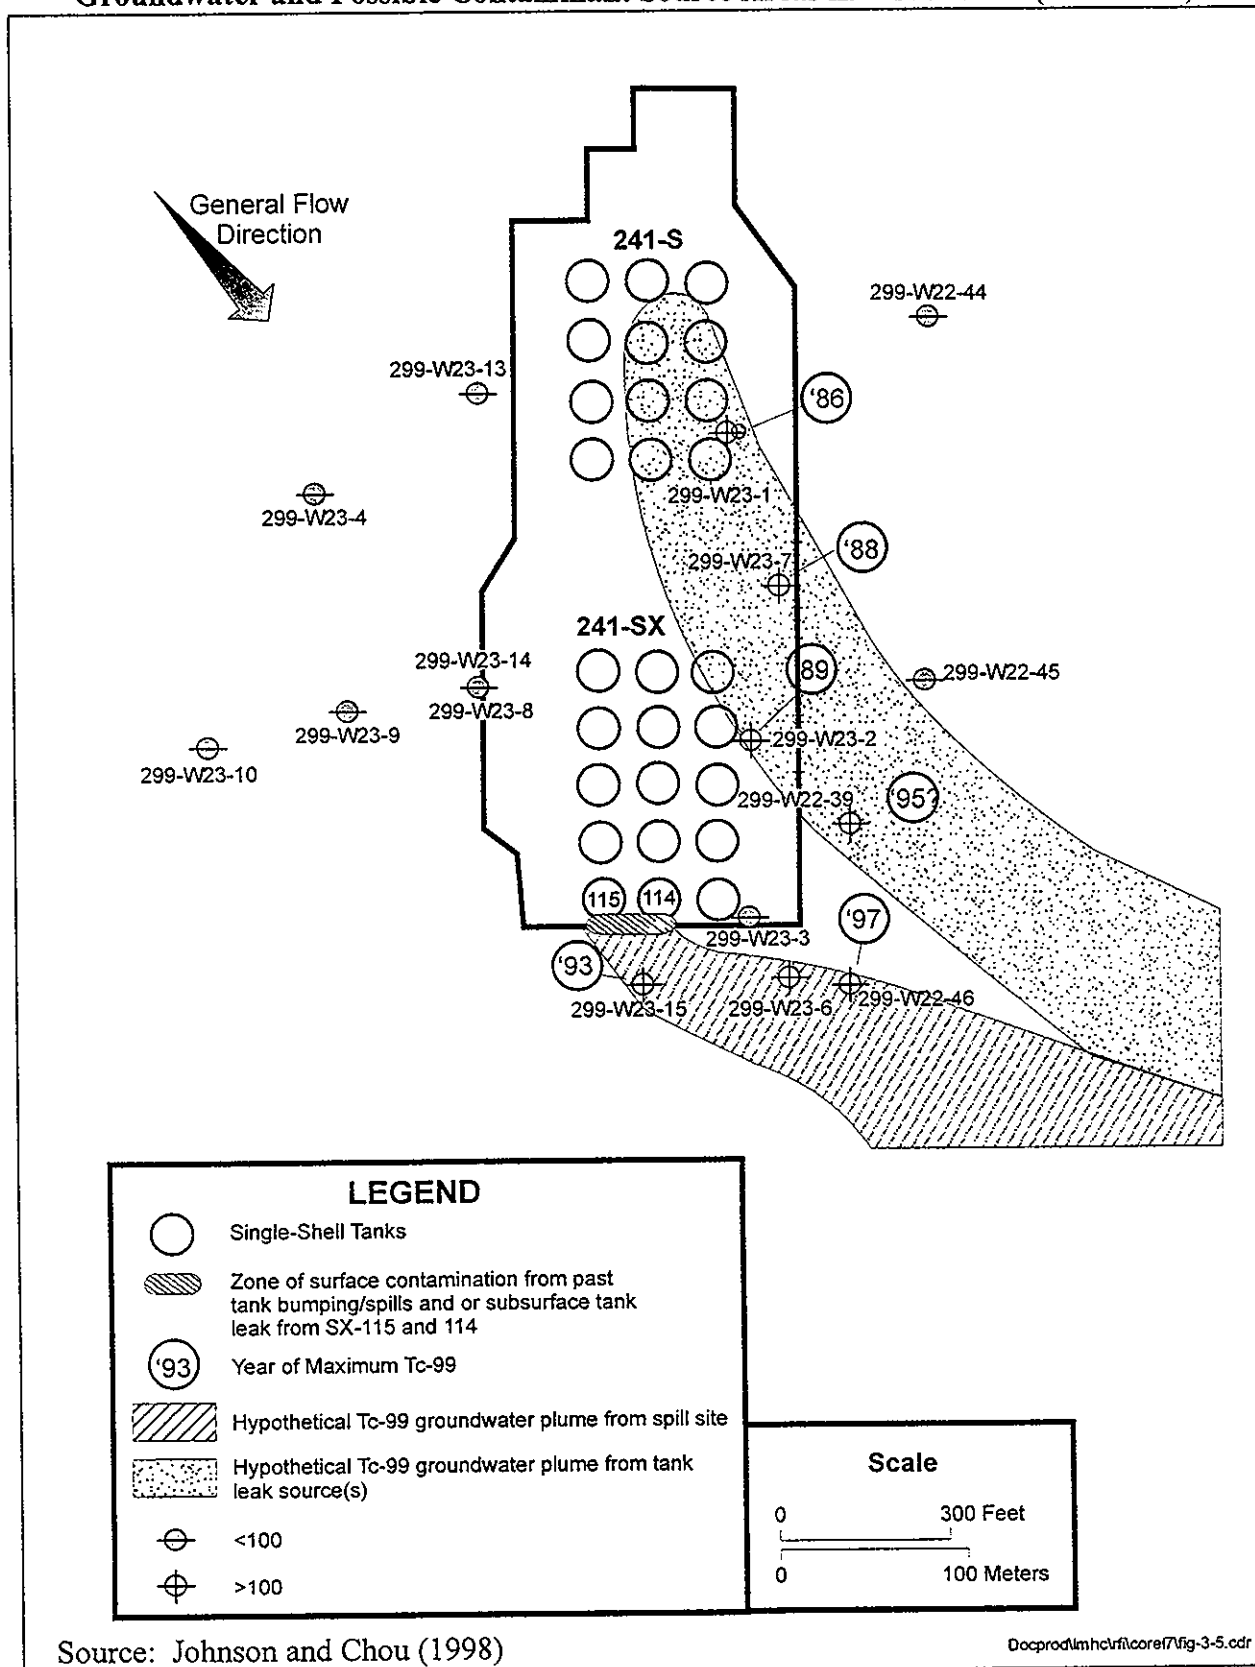 Groundwater and Possible Contaminant Source
General Flow
Direction
241-S
299-W22-44
299-W23-13
'86
299-W23-1
299-W23-4
'88
299-W23-7
241-SX
299-W23-14
299-W23-8
'89
299-W22-45
299-W23-9
299-W23-2
299-W23-10
299-W22-39
'95?
115
114
'97
299-W23-3
'93
299-W23-15
299-W23-6
299-W22-46
LEGEND
Single-Shell Tanks
Zone of surface contamination from past
tank bumping/spills and or subsurface tank
leak from SX-115 and 114
'93
Year of Maximum Tc-99
Hypothetical Tc-99 groundwater plume from spill site
Hypothetical Tc-99 groundwater plume from tank
leak source(s)
<100
>100
Scale
0
300 Feet
0
100 Meters
Source: Johnson and Chou (1998)
Docprod\lmhc\rfi\coref7\fig-3-5.cdr